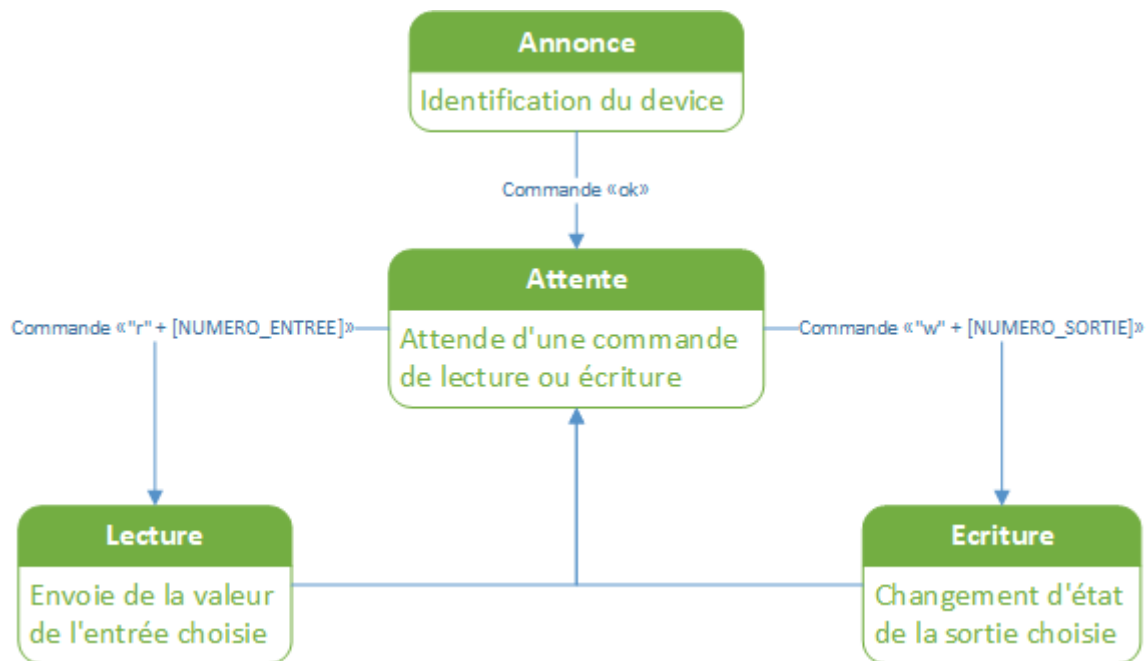 Annonce
Identification du device
Commande «ok»
Attente
Attende d'une commande
de lecture ou écriture
Commande «"r" + [NUMERO_ENTREE]»
Commande «"w" + [NUMERO_SORTIE]»
Lecture
Envoie de la valeur
de l'entrée choisie
Ecriture
Changement d'état
de la sortie choisie